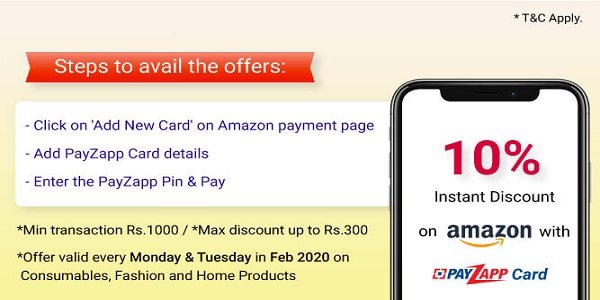 * T&C Apply.
Steps to avail the offers:
- Click on 'Add New Card' on Amazon payment page
- Add PayZapp Card details
- Enter the PayZapp Pin & Pay
*Min transaction Rs.1000 / *Max discount up to Rs.300
*Offer valid every Monday & Tuesday in Feb 2020 on
Consumables, Fashion and Home Products
10%
Instant Discount
on amazon with
PAYZAPP Card